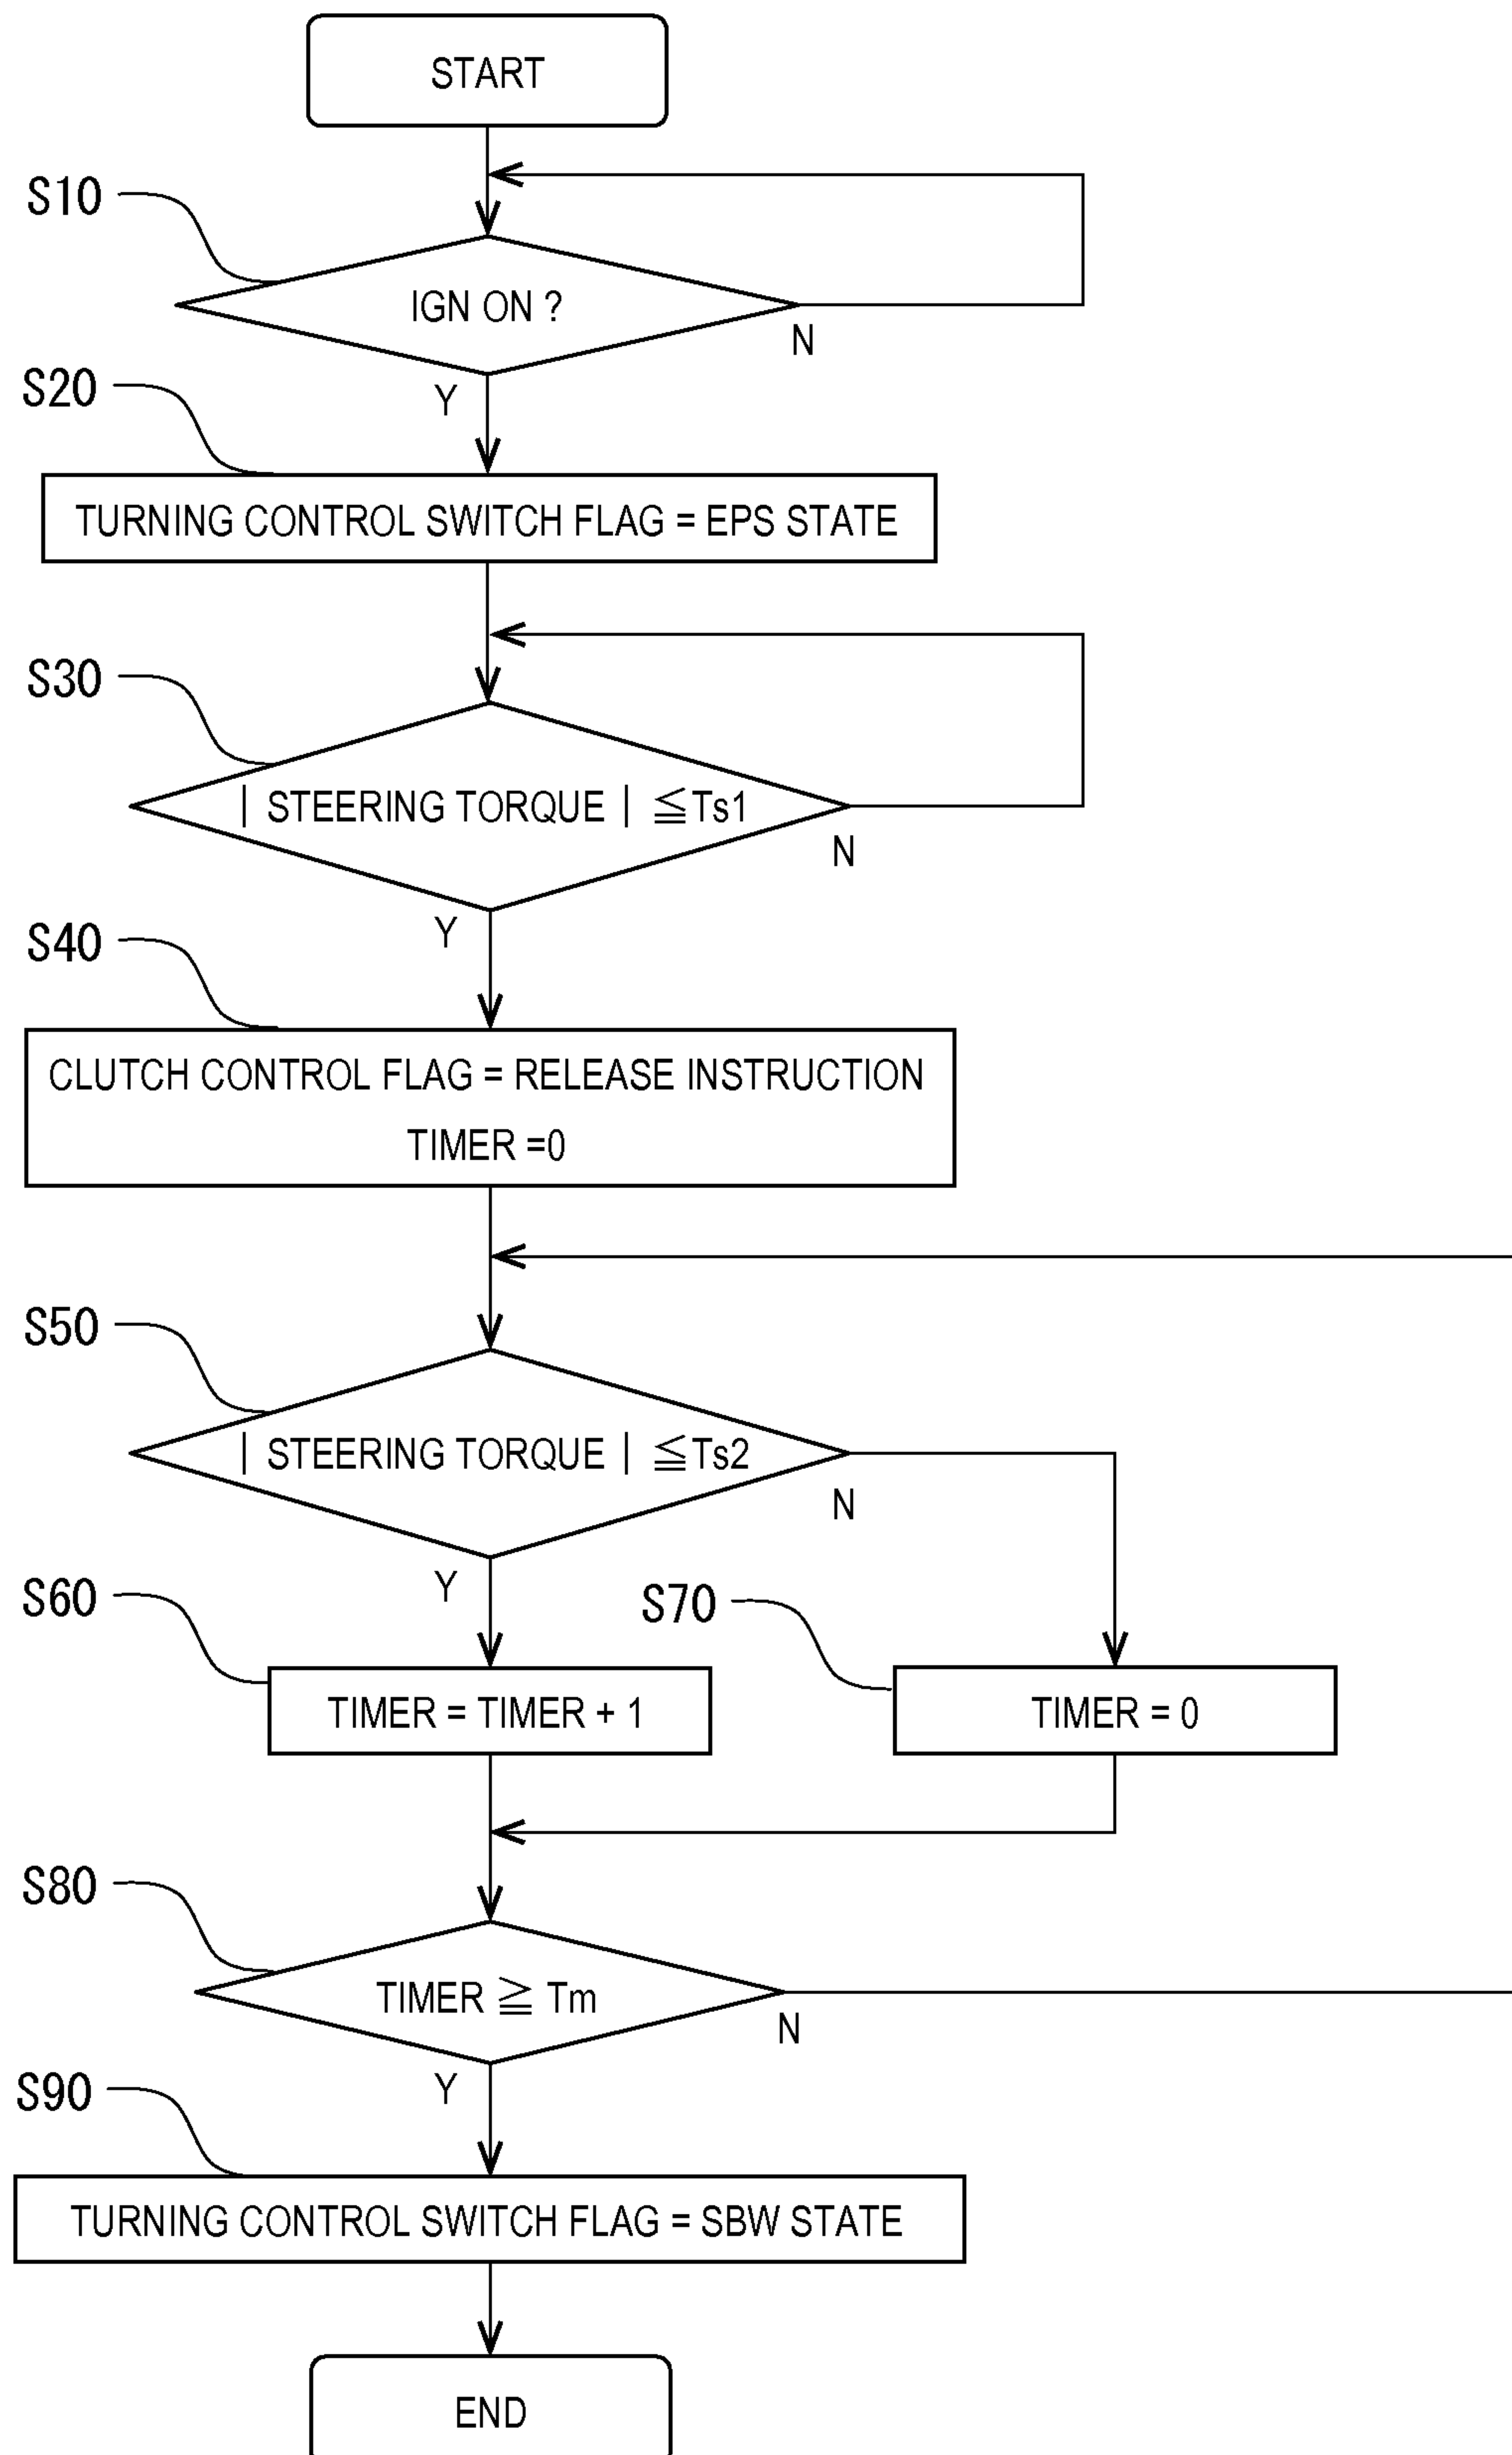 START
S10
IGN ON ?
N
Y
S20
TURNING CONTROL SWITCH FLAG = EPS STATE
S30
| STEERING TORQUE | ≦Ts1
N
Y
S40
CLUTCH CONTROL FLAG = RELEASE INSTRUCTION
TIMER =0
S50
| STEERING TORQUE | ≦Ts2
N
Y
S60
S70
TIMER = TIMER + 1
TIMER = 0
S80
TIMER ≧ Tm
N
Y
S90
TURNING CONTROL SWITCH FLAG = SBW STATE
END